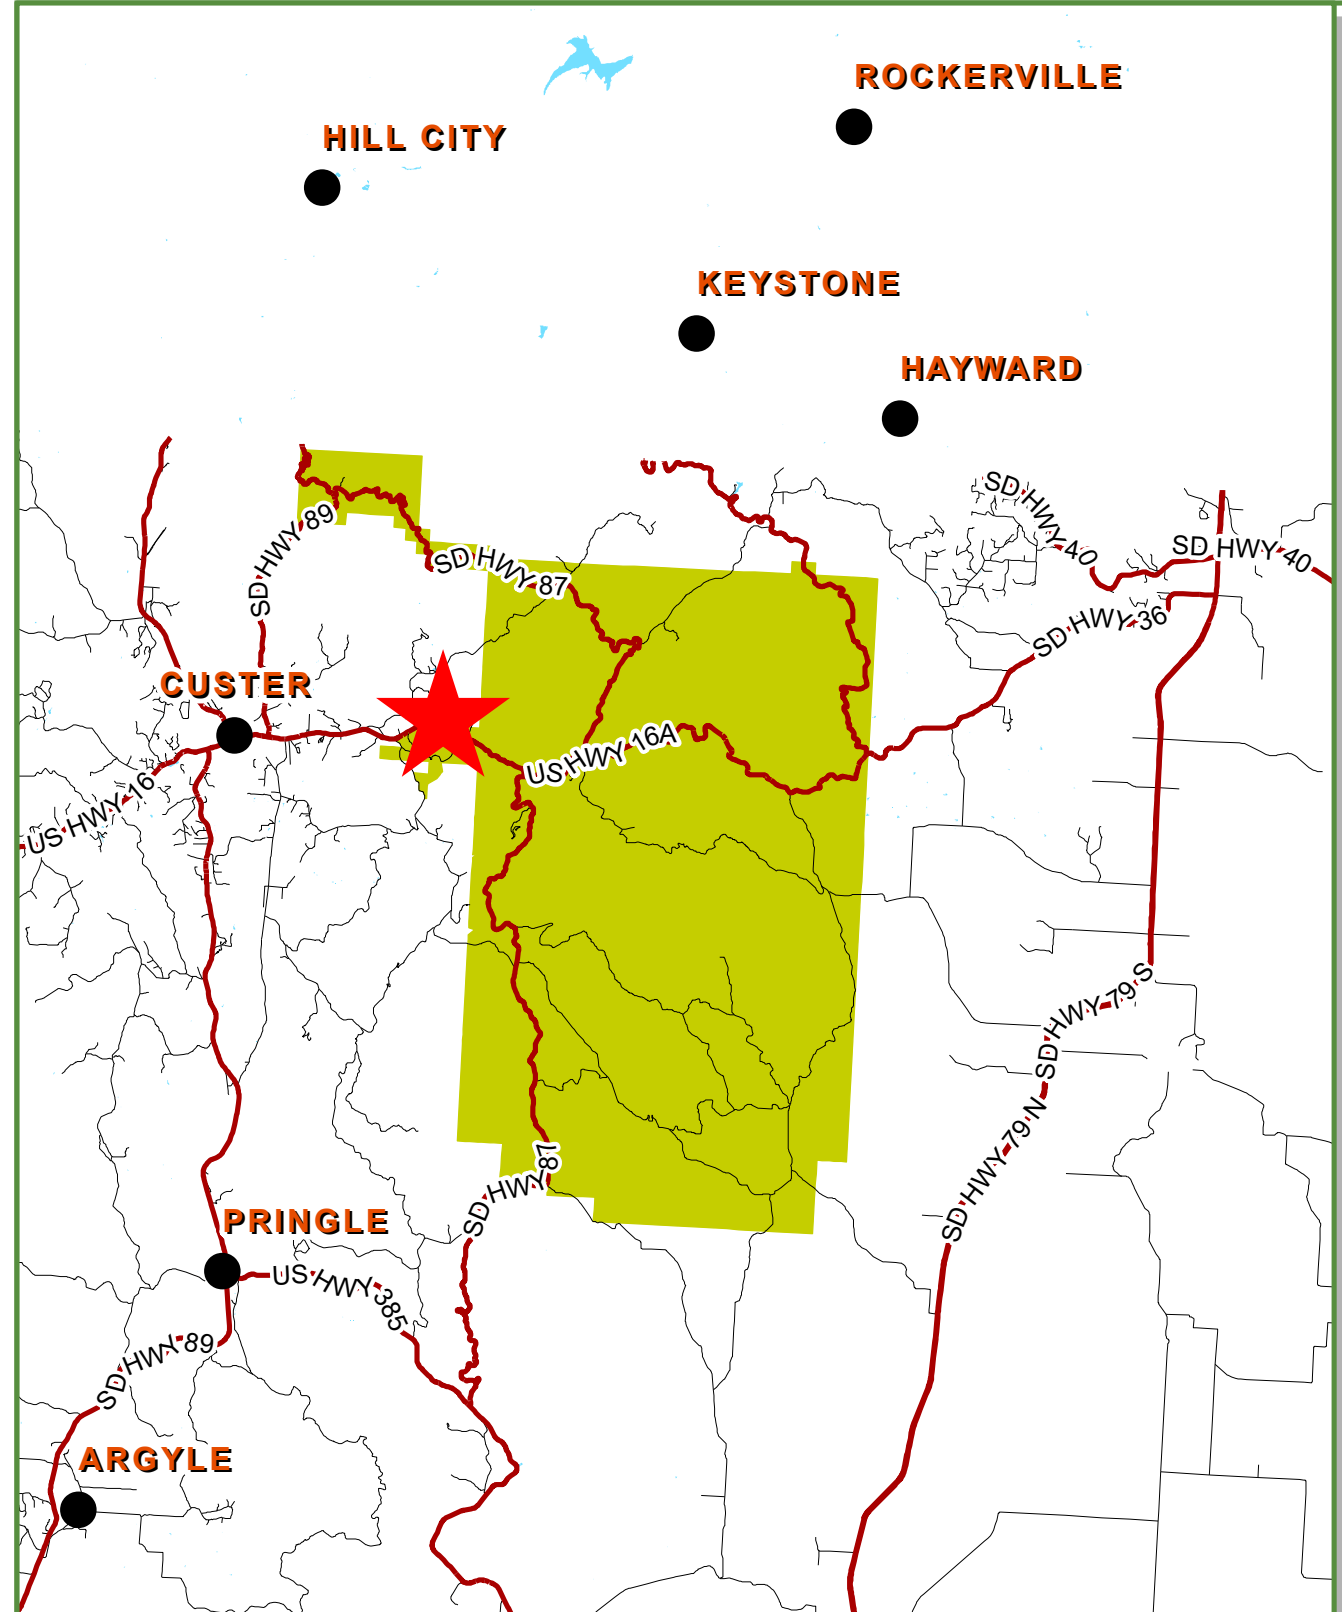 ROCKERVILLE
HILL CITY
KEYSTONE
HAYWARD
SD HWY 40
SD HWY 89
SD HWY 40
SD HWY 87
SD HWY 36
CUSTER
US HWY 16A
US HWY 16
SD HWY 79 S
SD HWY 79 N
SD HWY 87
PRINGLE
US HWY 385
SD HWY 89
ARGYLE